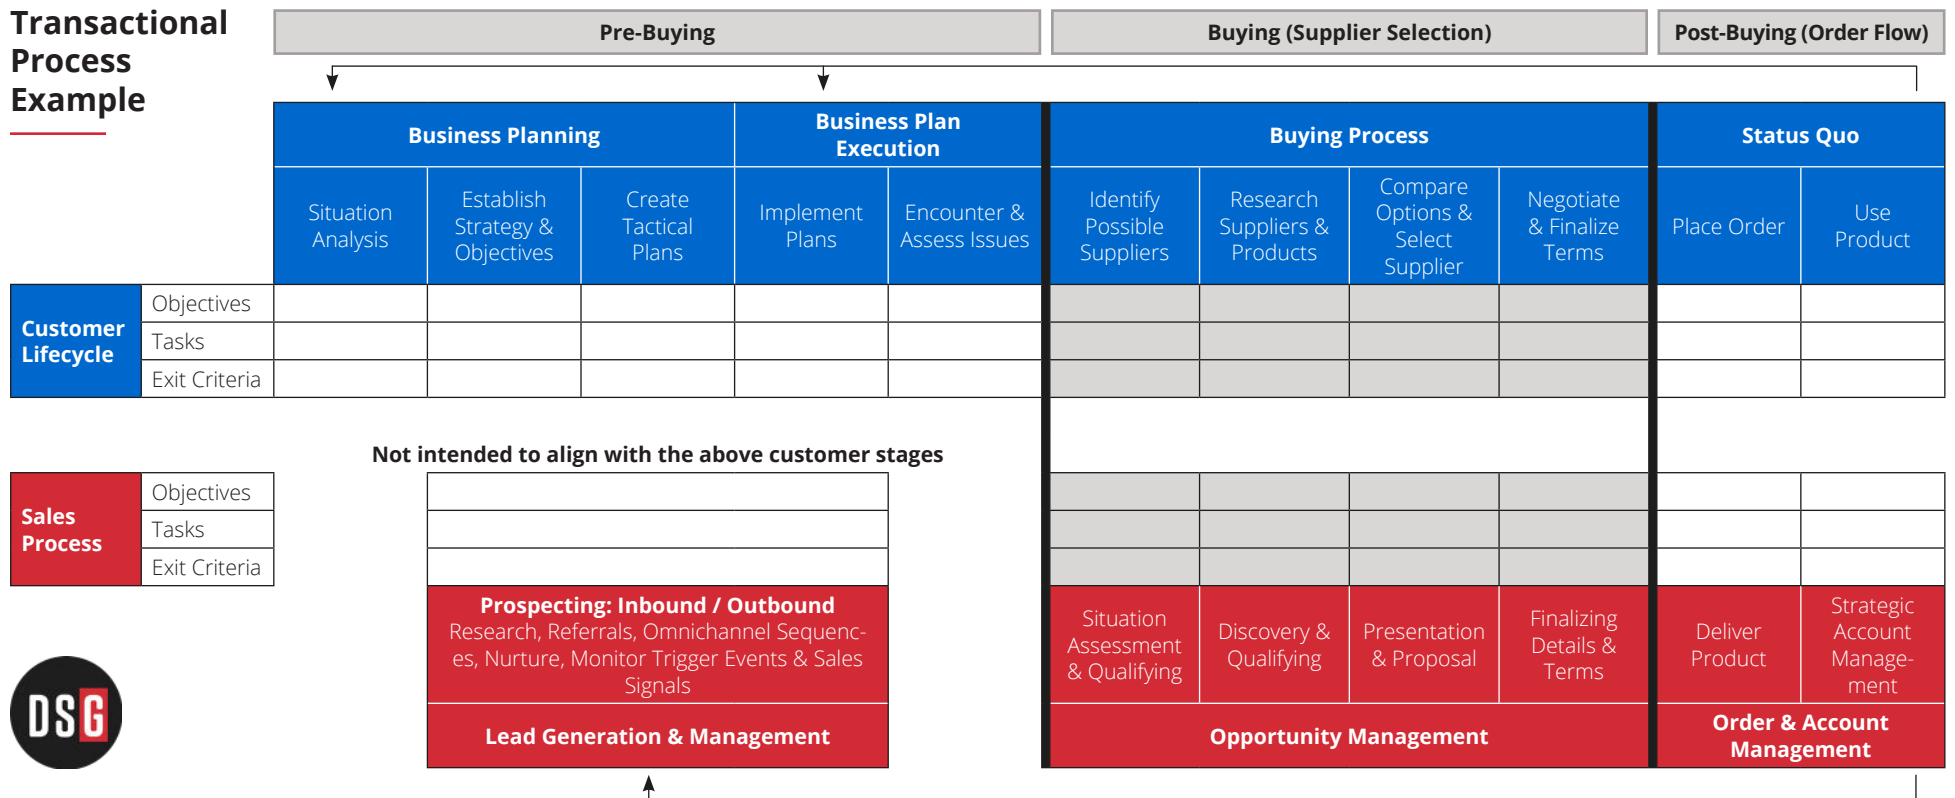 Transactional
Process
Example
Pre-Buying
Buying (Supplier Selection)
Post-Buying (Order Flow)
Business Planning
Business Plan
Execution
Buying Process
Status Quo
Situation
Analysis
Establish
Strategy &
Objectives
Create
Tactical
Plans
Implement
Plans
Encounter &
Assess Issues
Identify
Possible
Suppliers
Research
Suppliers &
Products
Compare
Options &
Select
Supplier
Negotiate
& Finalize
Terms
Place Order
Use
Product
Customer
Lifecycle
Objectives
Tasks
Exit Criteria
Not intended to align with the above customer stages
Sales
Process
Objectives
Tasks
Exit Criteria
Prospecting: Inbound / Outbound
Research, Referrals, Omnichannel Sequenc-
es, Nurture, Monitor Trigger Events & Sales
Signals
Situation
Assessment
& Qualifying
Discovery &
Qualifying
Presentation
& Proposal
Finalizing
Details &
Terms
Deliver
Product
Strategic
Account
Manage-
ment
Lead Generation & Management
Opportunity Management
Order & Account
Management
DSG